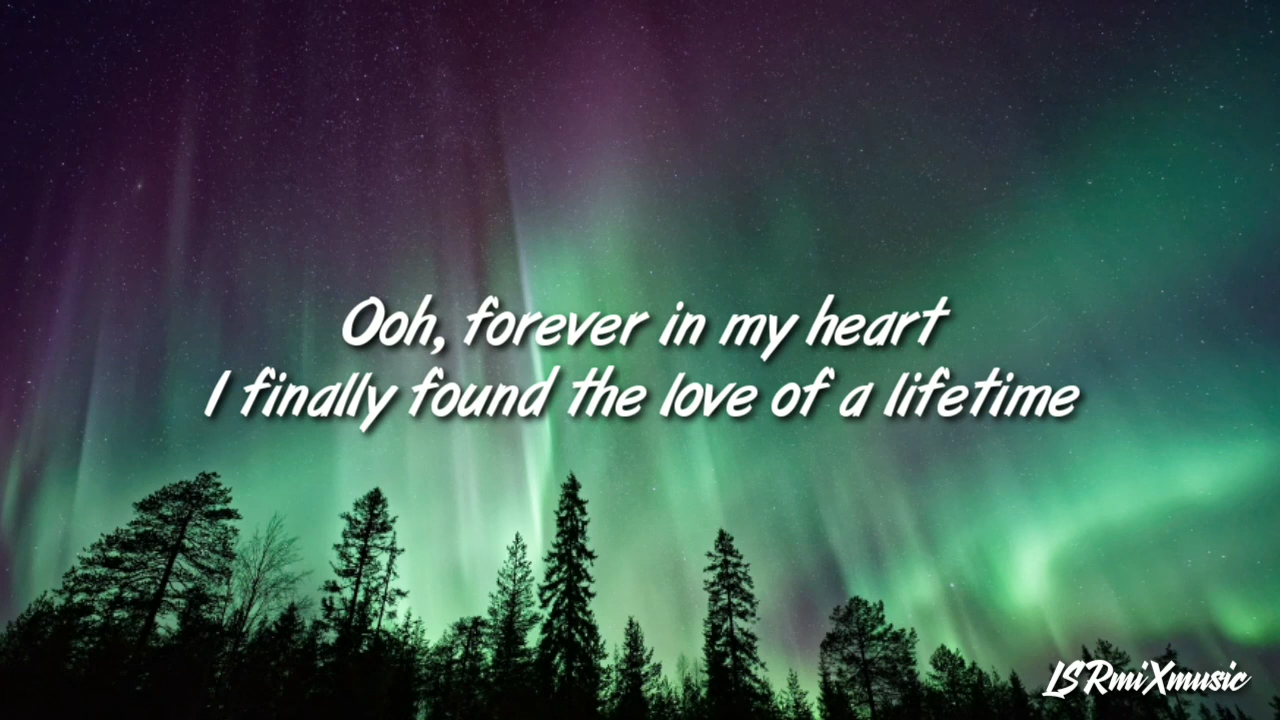 Ooh, forever in my heart
I finally found the love of a lifetime
LSRmiXmusic